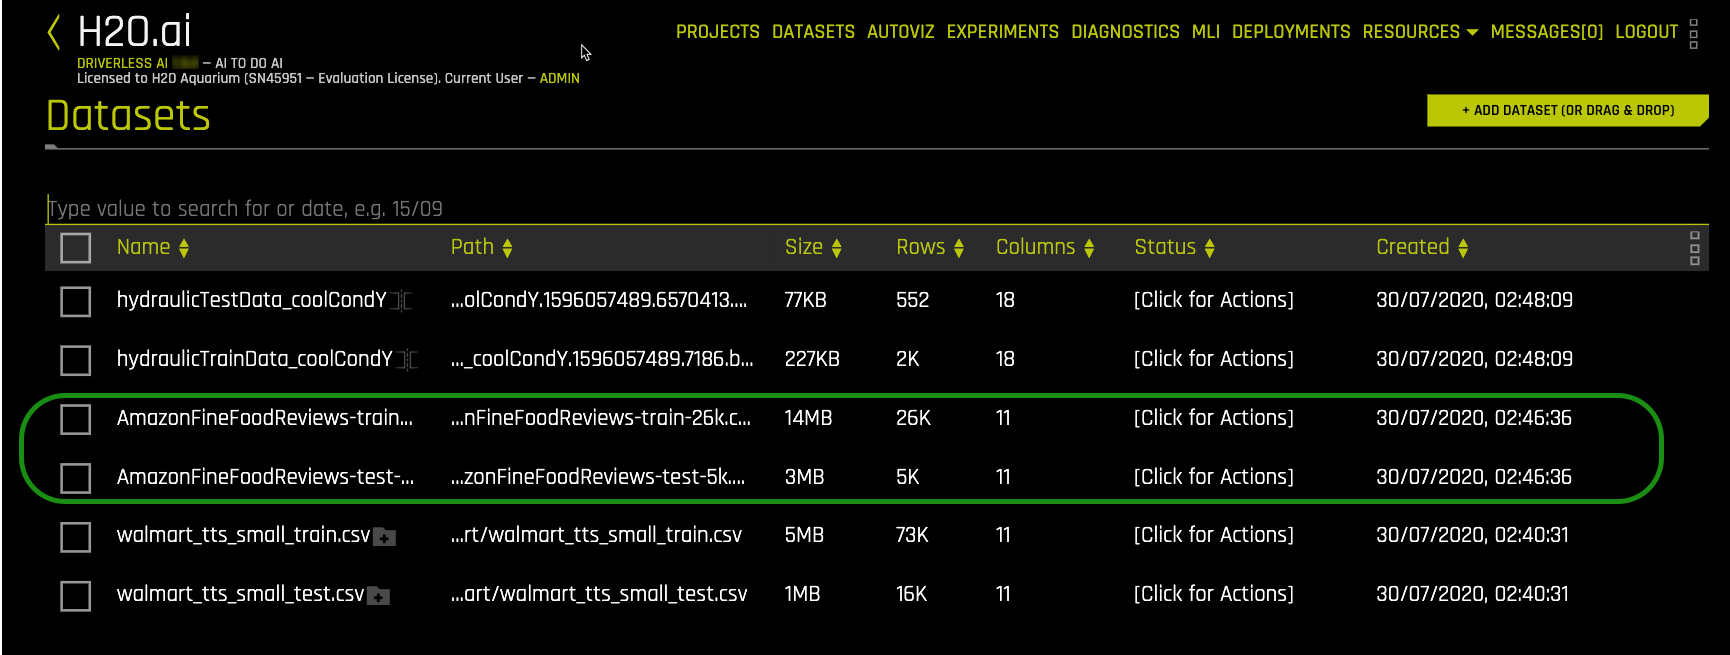 H2O.ai
PROJECTS DATASETS AUTOVIZ EXPERIMENTS DIAGNOSTICS MLI DEPLOYMENTS RESOURCES MESSAGES[0] LOGOUT
DRIVERLESS AI – AI TO DO AI
Licensed to H2O Aquarium (SN45951 – Evaluation License). Current User – ADMIN
Datasets
+ ADD DATASET (OR DRAG & DROP)
Type value to search for or date, e.g. 15/09
Name Path Size Rows Columns Status Created
hydraulicTestData_coolCondY ...olCondY.1596057489.6570413.... 77KB 552 18 [Click for Actions] 30/07/2020, 02:48:09
hydraulicTrainData_coolCondY ..._coolCondY.1596057489.7186.b... 227KB 2K 18 [Click for Actions] 30/07/2020, 02:48:09
AmazonFineFoodReviews-train... ...nFineFoodReviews-train-26k.c... 14MB 26K 11 [Click for Actions] 30/07/2020, 02:46:36
AmazonFineFoodReviews-test-... ...zonFineFoodReviews-test-5k.... 3MB 5K 11 [Click for Actions] 30/07/2020, 02:46:36
walmart_tts_small_train.csv ...rt/walmart_tts_small_train.csv 5MB 73K 11 [Click for Actions] 30/07/2020, 02:40:31
walmart_tts_small_test.csv ...art/walmart_tts_small_test.csv 1MB 16K 11 [Click for Actions] 30/07/2020, 02:40:31